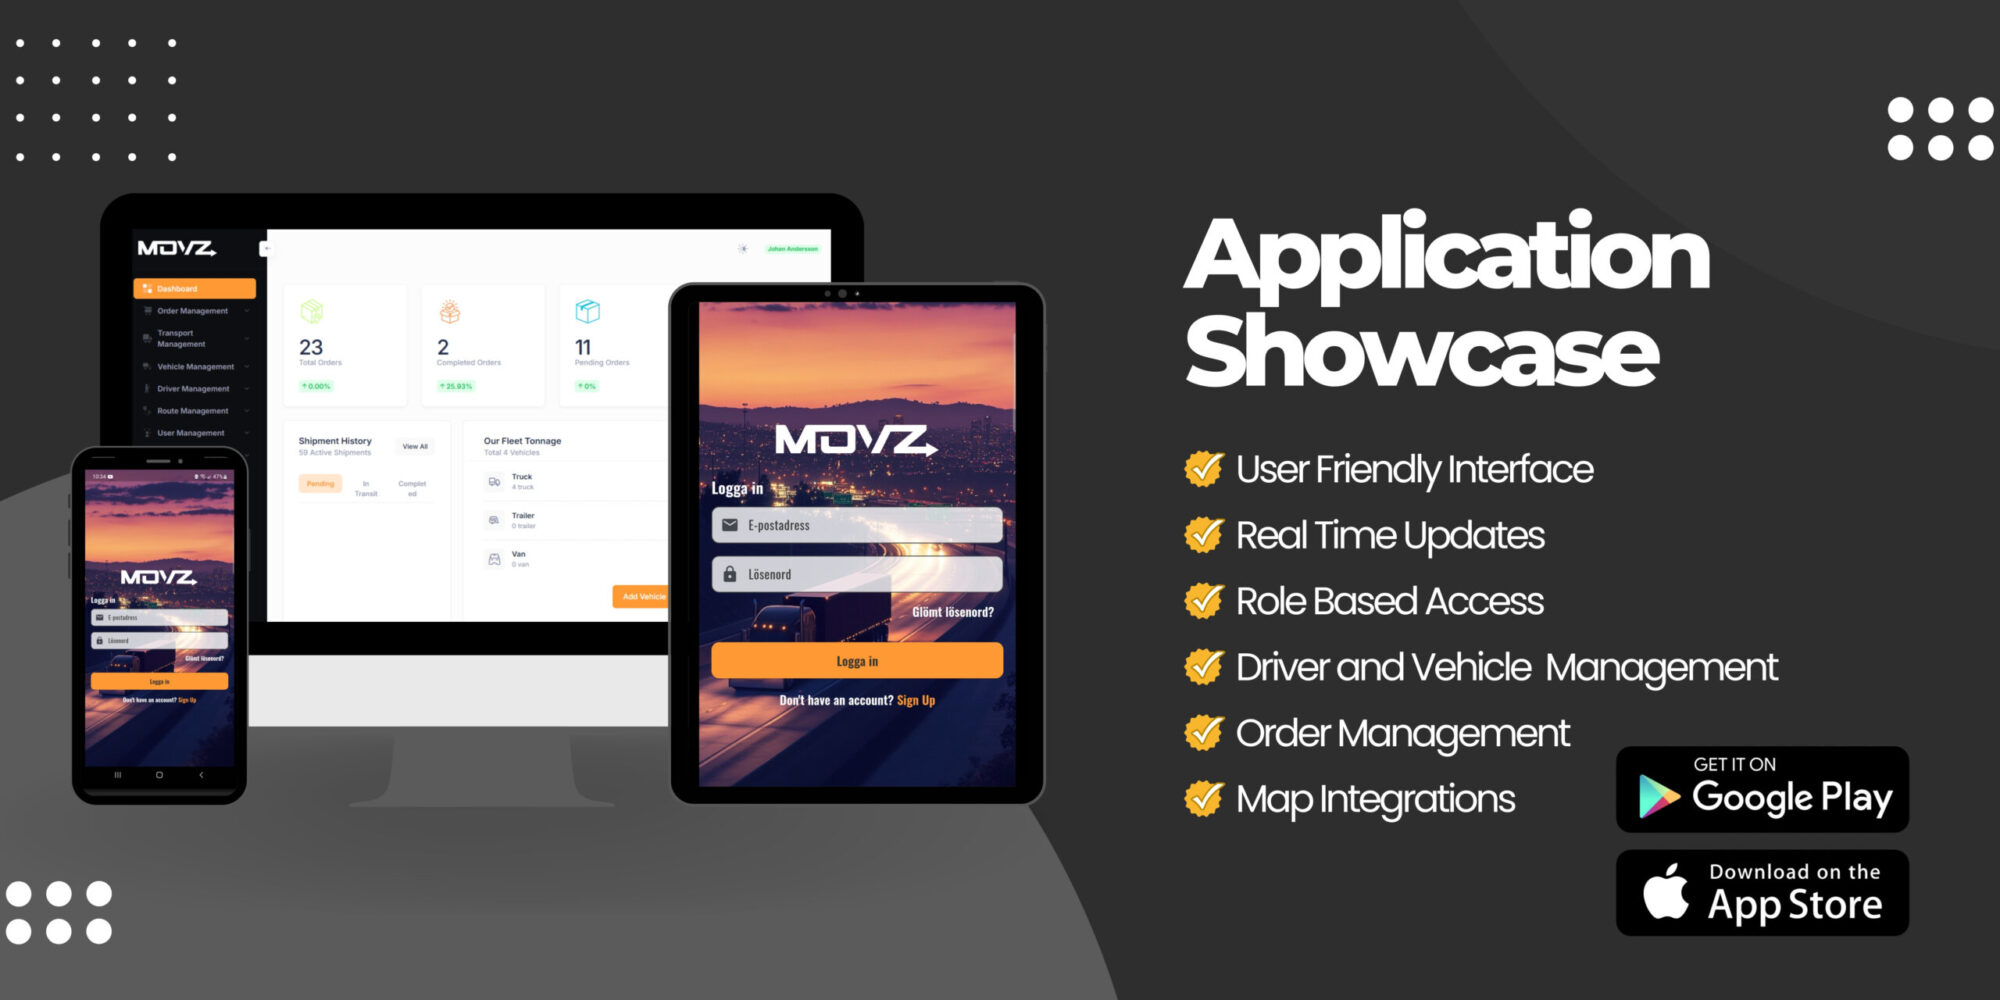 MOVZ
Johan Andersson
Dashboard
Order Management
Transport
Management
Vehicle Management
Driver Management
Route Management
User Management
23
Total Orders
0.00%
2
Completed Orders
25.93%
11
Pending Orders
0%
Shipment History
59 Active Shipments
View All
Pending
In
Transit
Complet
ed
Our Fleet Tonnage
Total 4 Vehicles
Truck
4 truck
Trailer
0 trailer
Van
0 van
Add Vehicle
10:34
47%
MOVZ
Logga in
E-postadress
Lösenord
Glömt lösenord?
Logga in
Don't have an account? Sign Up
MOVZ
Logga in
E-postadress
Lösenord
Glömt lösenord?
Logga in
Don't have an account? Sign Up
Application
Showcase
User Friendly Interface
Real Time Updates
Role Based Access
Driver and Vehicle Management
Order Management
Map Integrations
GET IT ON
Google Play
Download on the
App Store